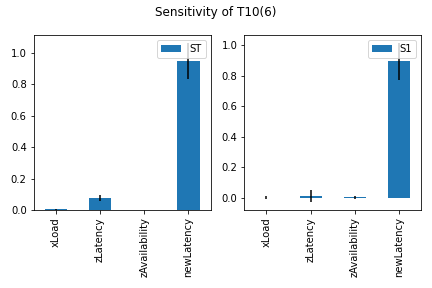 Sensitivity of T10(6)
ST
1.0
0.8
0.6
0.4
0.2
0.0
xLoad
zLatency
zAvailability
newLatency
S1
1.0
0.8
0.6
0.4
0.2
0.0
xLoad
zLatency
zAvailability
newLatency